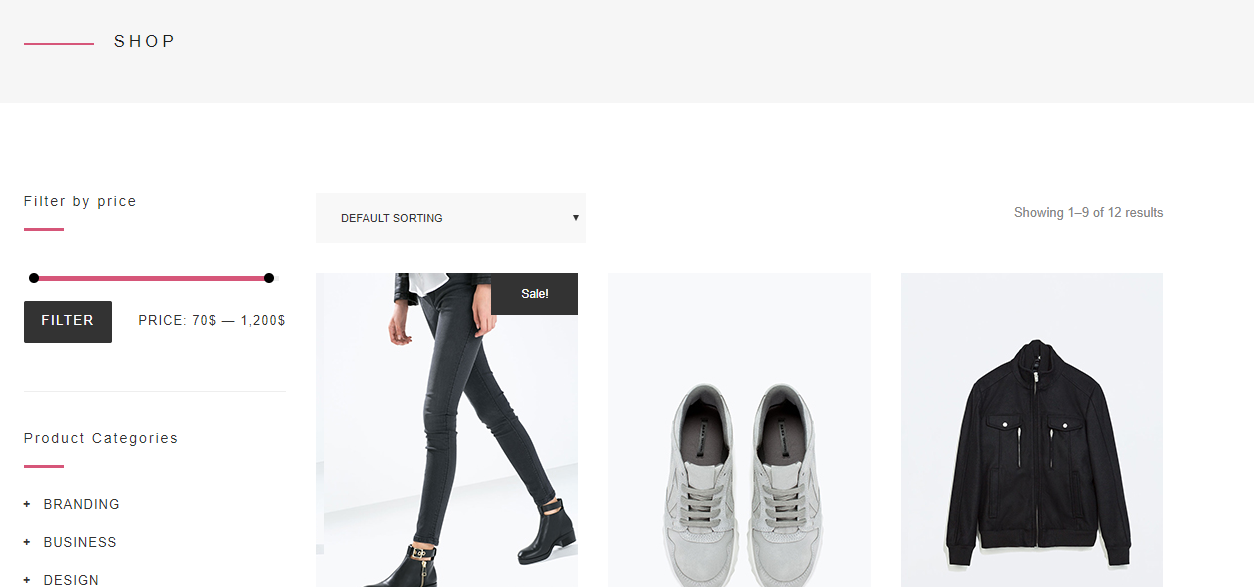 SHOP
Filter by price
FILTER
PRICE: 70$ — 1,200$
Product Categories
+ BRANDING
+ BUSINESS
+ DESIGN
DEFAULT SORTING ▾
Showing 1–9 of 12 results
Sale!